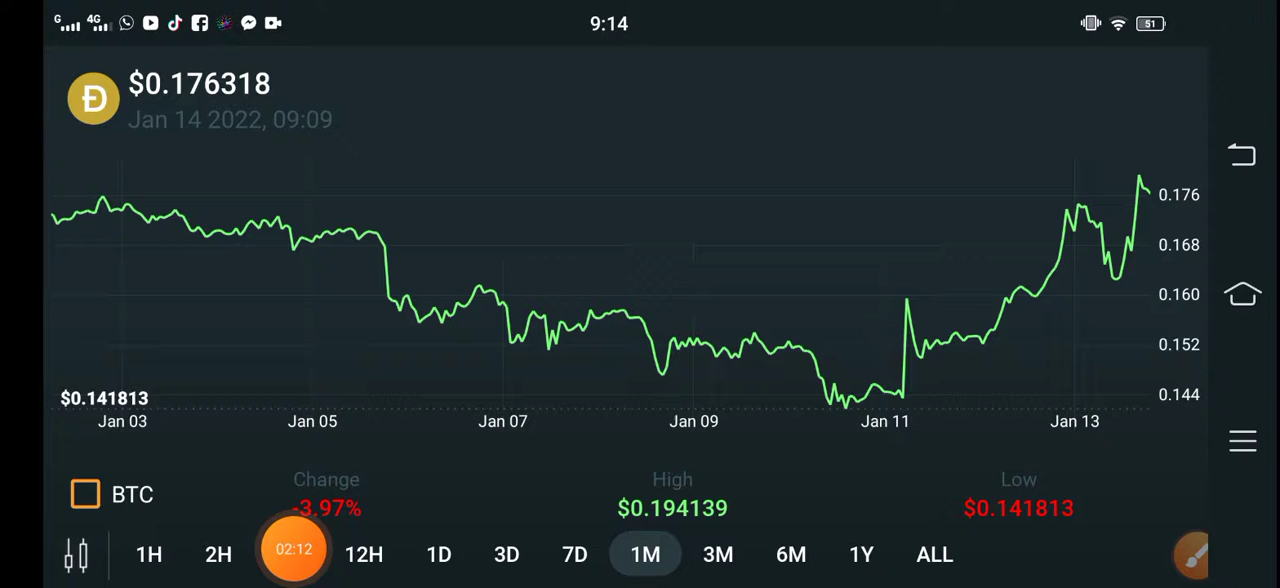 G 4G 9:14 51
$0.176318
Jan 14 2022, 09:09
0.176
0.168
0.160
0.152
0.144
$0.141813
Jan 03 Jan 05 Jan 07 Jan 09 Jan 11 Jan 13
Change High Low
BTC
-3.97% $0.194139 $0.141813
1H 2H 02:12 12H 1D 3D 7D 1M 3M 6M 1Y ALL